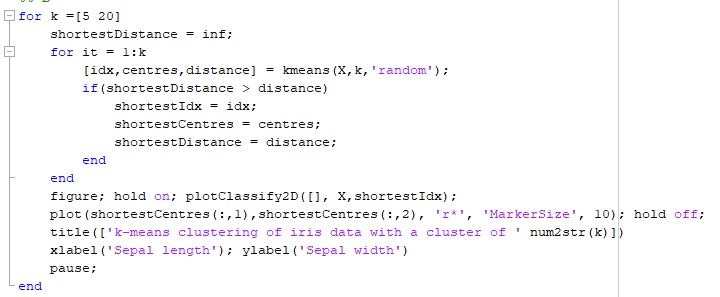 for k =[5 20]
shortestDistance = inf;
for it = 1:k
[idx,centres,distance] = kmeans(X,k,'random');
if(shortestDistance > distance)
shortestIdx = idx;
shortestCentres = centres;
shortestDistance = distance;
end
end
figure; hold on; plotClassify2D([], X,shortestIdx);
plot(shortestCentres(:,1),shortestCentres(:,2), 'r*', 'MarkerSize', 10); hold off;
title(['k-means clustering of iris data with a cluster of ' num2str(k)])
xlabel('Sepal length'); ylabel('Sepal width')
pause;
end